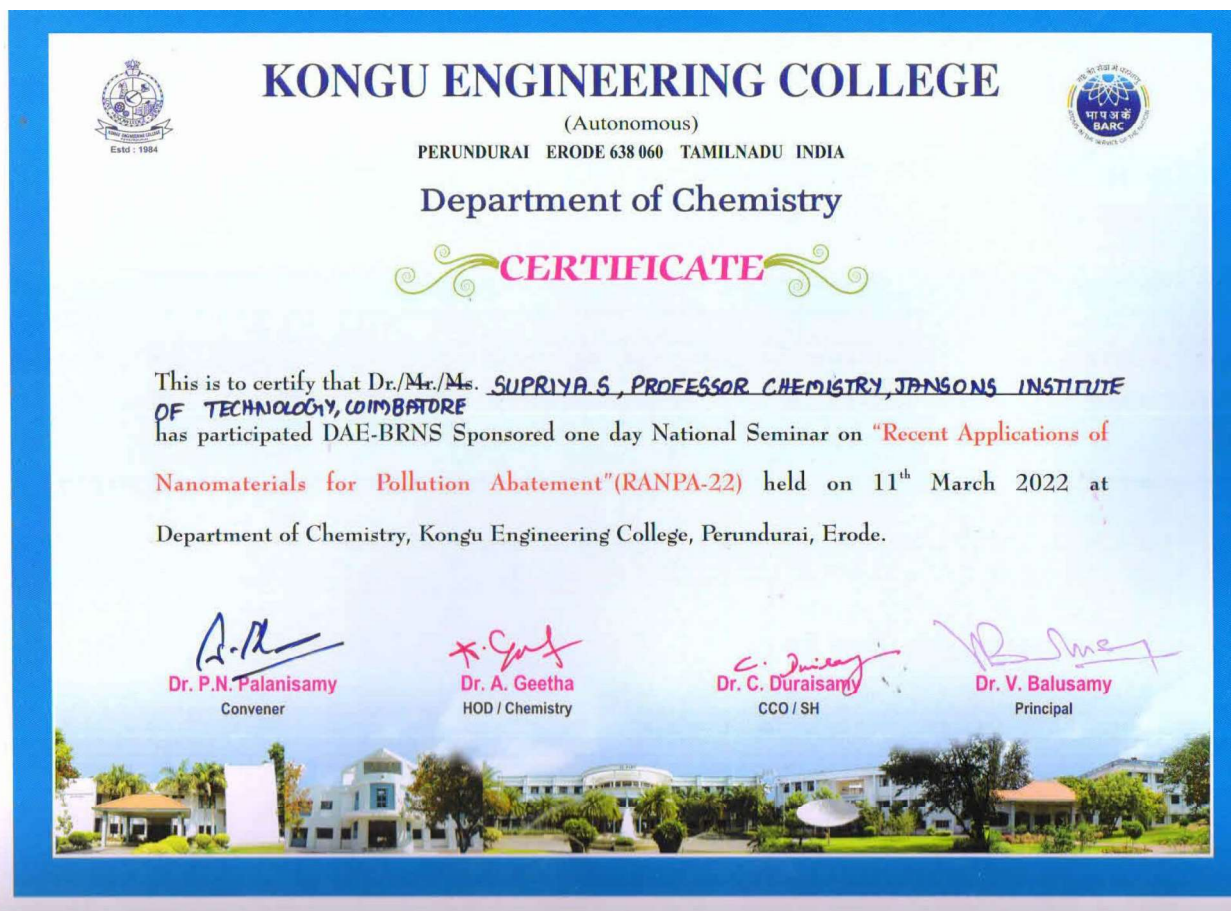 KONGU ENGINEERING COLLEGE
(Autonomous)
PERUNDURAI ERODE 638 060 TAMILNADU INDIA
Estd : 1984
भा प अ कें
BARC
Department of Chemistry
CERTIFICATE
This is to certify that Dr./Mr./Ms. SUPRIYA.S, PROFESSOR CHEMISTRY, JANSONS INSTITUTE
OF TECHNOLOGY, COIMBATORE
has participated DAE-BRNS Sponsored one day National Seminar on "Recent Applications of
Nanomaterials for Pollution Abatement"(RANPA-22) held on 11th March 2022 at
Department of Chemistry, Kongu Engineering College, Perundurai, Erode.
Dr. P.N. Palanisamy
Convener
Dr. A. Geetha
HOD / Chemistry
Dr. C. Duraisamy
CCO / SH
Dr. V. Balusamy
Principal